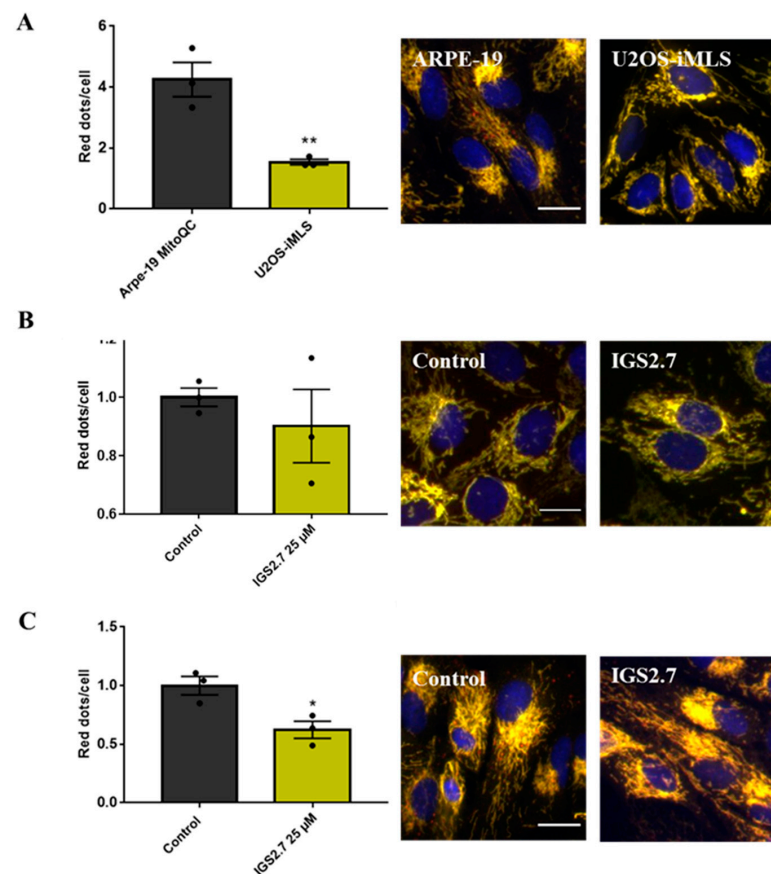 A
Red dots/cell
6
4
2
0
**
Arpe-19 MitoQC
U2OS-iMLS
ARPE-19
U2OS-iMLS
B
Red dots/cell
1.2
1.0
0.8
0.6
Control
IGS2.7 25 µM
Control
IGS2.7
C
Red dots/cell
1.5
1.0
0.5
0.0
*
Control
IGS2.7 25 µM
Control
IGS2.7